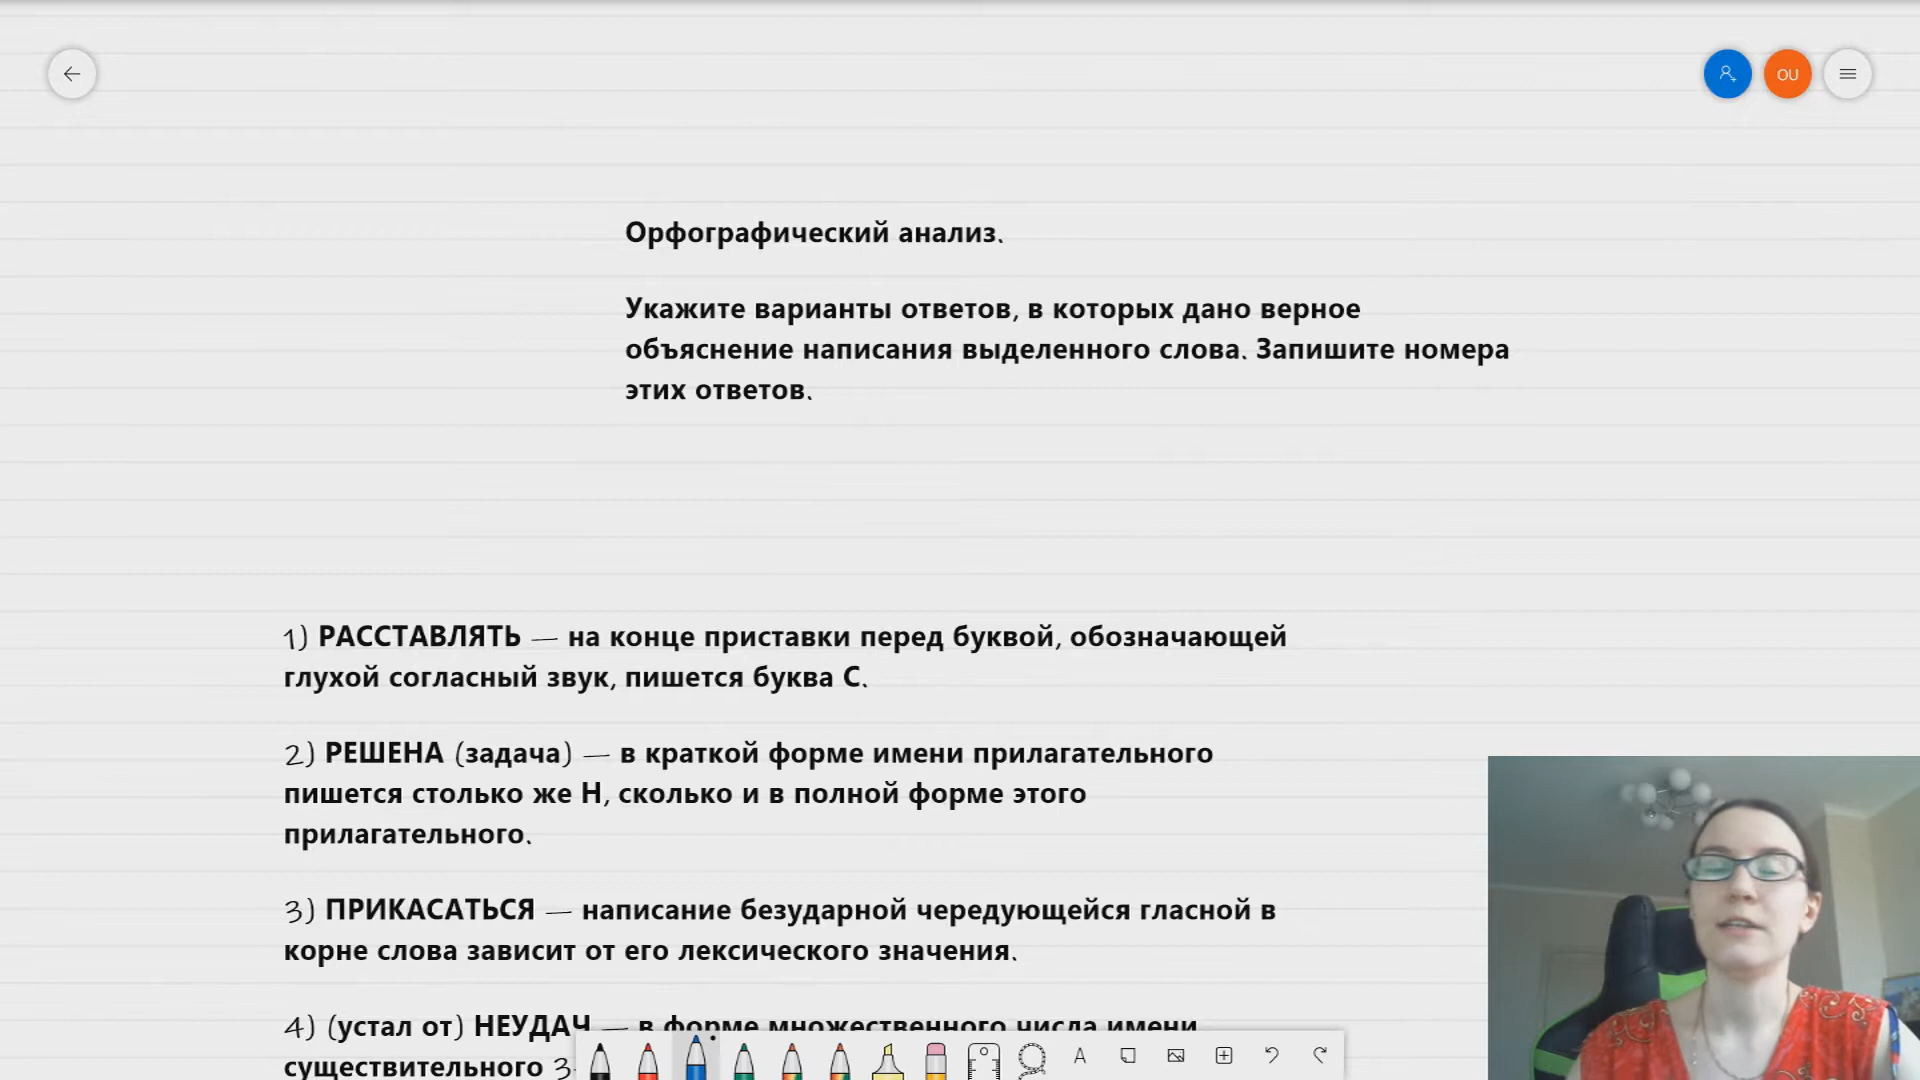 OU
Орфографический анализ.
Укажите варианты ответов, в которых дано верное
объяснение написания выделенного слова. Запишите номера
этих ответов.
1) РАССТАВЛЯТЬ — на конце приставки перед буквой, обозначающей
глухой согласный звук, пишется буква С.
2) РЕШЕНА (задача) — в краткой форме имени прилагательного
пишется столько же Н, сколько и в полной форме этого
прилагательного.
3) ПРИКАСАТЬСЯ — написание безударной чередующейся гласной в
корне слова зависит от его лексического значения.
4) (устал от) НЕУДАЧ — в форме множественного числа имени
существительного 3-
A